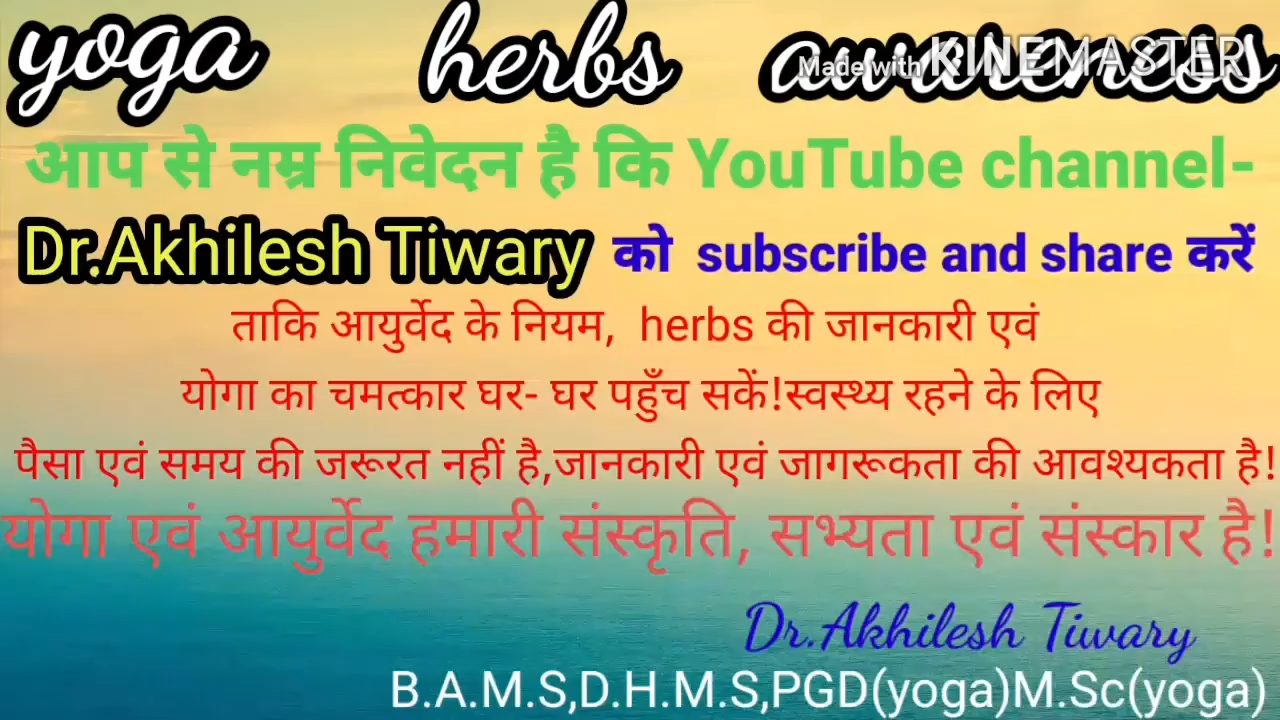 yoga herbs awareness
Made with KINEMASTER
आप से नम्र निवेदन है कि YouTube channel-
Dr.Akhilesh Tiwary को subscribe and share करें
ताकि आयुर्वेद के नियम, herbs की जानकारी एवं
योगा का चमत्कार घर- घर पहुँच सकें!स्वस्थ्य रहने के लिए
पैसा एवं समय की जरूरत नहीं है,जानकारी एवं जागरूकता की आवश्यकता है!
योगा एवं आयुर्वेद हमारी संस्कृति, सभ्यता एवं संस्कार है!
Dr.Akhilesh Tiwary
B.A.M.S,D.H.M.S,PGD(yoga)M.Sc(yoga)